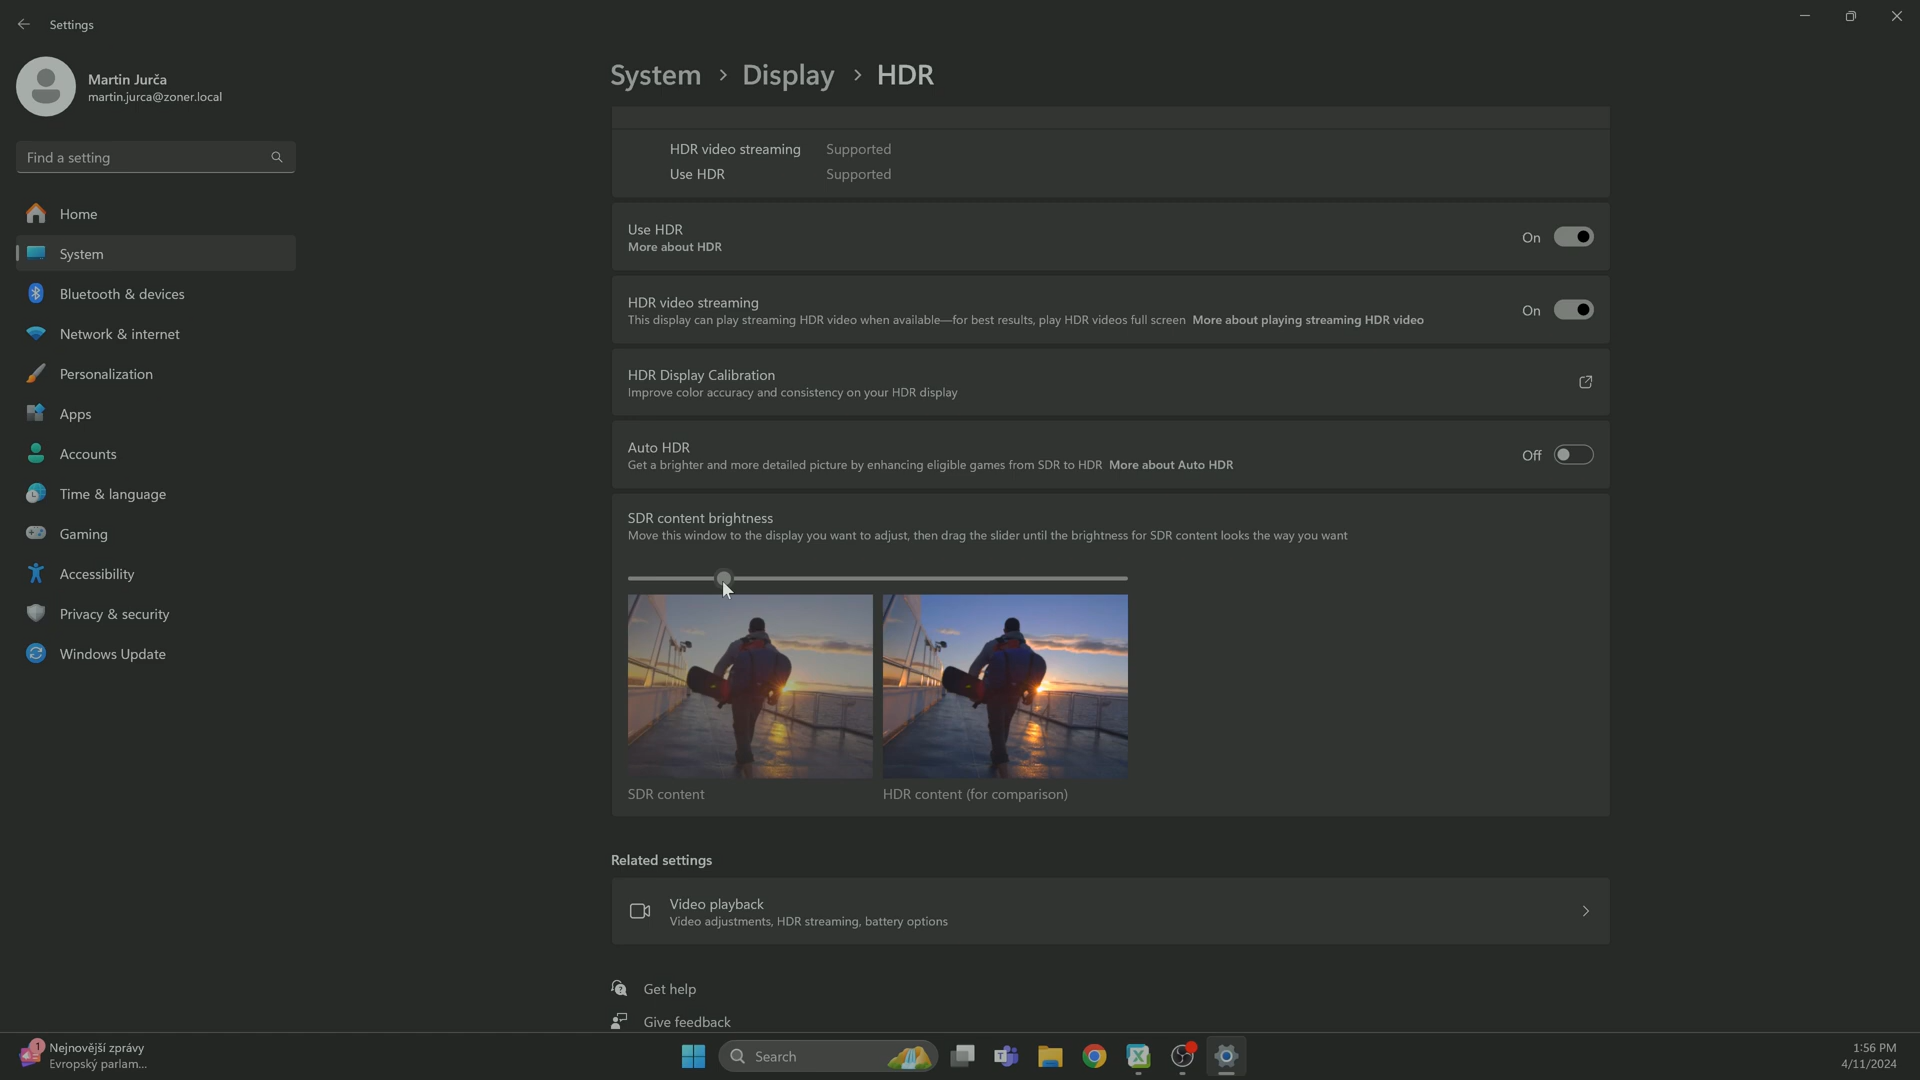 Settings
Martin Jurča
martin.jurca@zoner.local
Find a setting
Home
System
Bluetooth & devices
Network & internet
Personalization
Apps
Accounts
Time & language
Gaming
Accessibility
Privacy & security
Windows Update
System > Display > HDR
HDR video streaming Supported
Use HDR Supported
Use HDR
More about HDR
On
HDR video streaming
This display can play streaming HDR video when available—for best results, play HDR videos full screen More about playing streaming HDR video
On
HDR Display Calibration
Improve color accuracy and consistency on your HDR display
Auto HDR
Get a brighter and more detailed picture by enhancing eligible games from SDR to HDR More about Auto HDR
Off
SDR content brightness
Move this window to the display you want to adjust, then drag the slider until the brightness for SDR content looks the way you want
SDR content
HDR content (for comparison)
Related settings
Video playback
Video adjustments, HDR streaming, battery options
Get help
Give feedback
1
Nejnovější zprávy
Evropský parlam...
Search
1:56 PM
4/11/2024